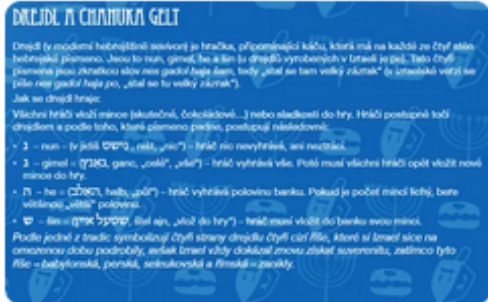 DREJDL A CHANUKA GELT
Drejdl (v moderní hebrejštině sevivon) je hračka, připomínající káču, která má na každé ze čtyř stěn
hebrejské písmeno. Jsou to nun, gimel, he a šin (u drejdlů vyrobených v Izraeli je pe). Tato čtyři
písmena jsou zkratkou slov nes gadol haja šam, tedy „stal se tam velký zázrak“ (v izraelské verzi se
píše nes gadol haja po, „stal se tu velký zázrak“).
Jak se drejdl hraje:
Všichni hráči vloží mince (skutečné, čokoládové...) nebo sladkosti do hry. Hráči postupně točí
drejdlem a podle toho, které písmeno padne, postupují následovně:
• נ – nun – (v jidiš נישט, ništ, „nic“) – hráč nic nevyhrává, ani neztrácí.
• ג – gimel = (גאנץ, ganc, „celé“, „vše“) – hráč vyhrává vše. Poté musí všichni hráči opět vložit nové
mince do hry.
• ה – he = (האלב, halb, „půl“) – hráč vyhrává polovinu banku. Pokud je počet mincí lichý, bere
většinou „větší“ polovinu.
• ש – šin = (שטעל איין, štel ajn, „vlož do hry“) – hráč musí vložit do banku svou minci.
Podle jedné z tradic symbolizují čtyři strany drejdlu čtyři cizí říše, které si Izrael sice na
omezenou dobu podrobily, avšak Izrael vždy dokázal znovu získat suverenitu, zatímco tyto
říše – babylonská, perská, seleukovská a římská – zanikly.